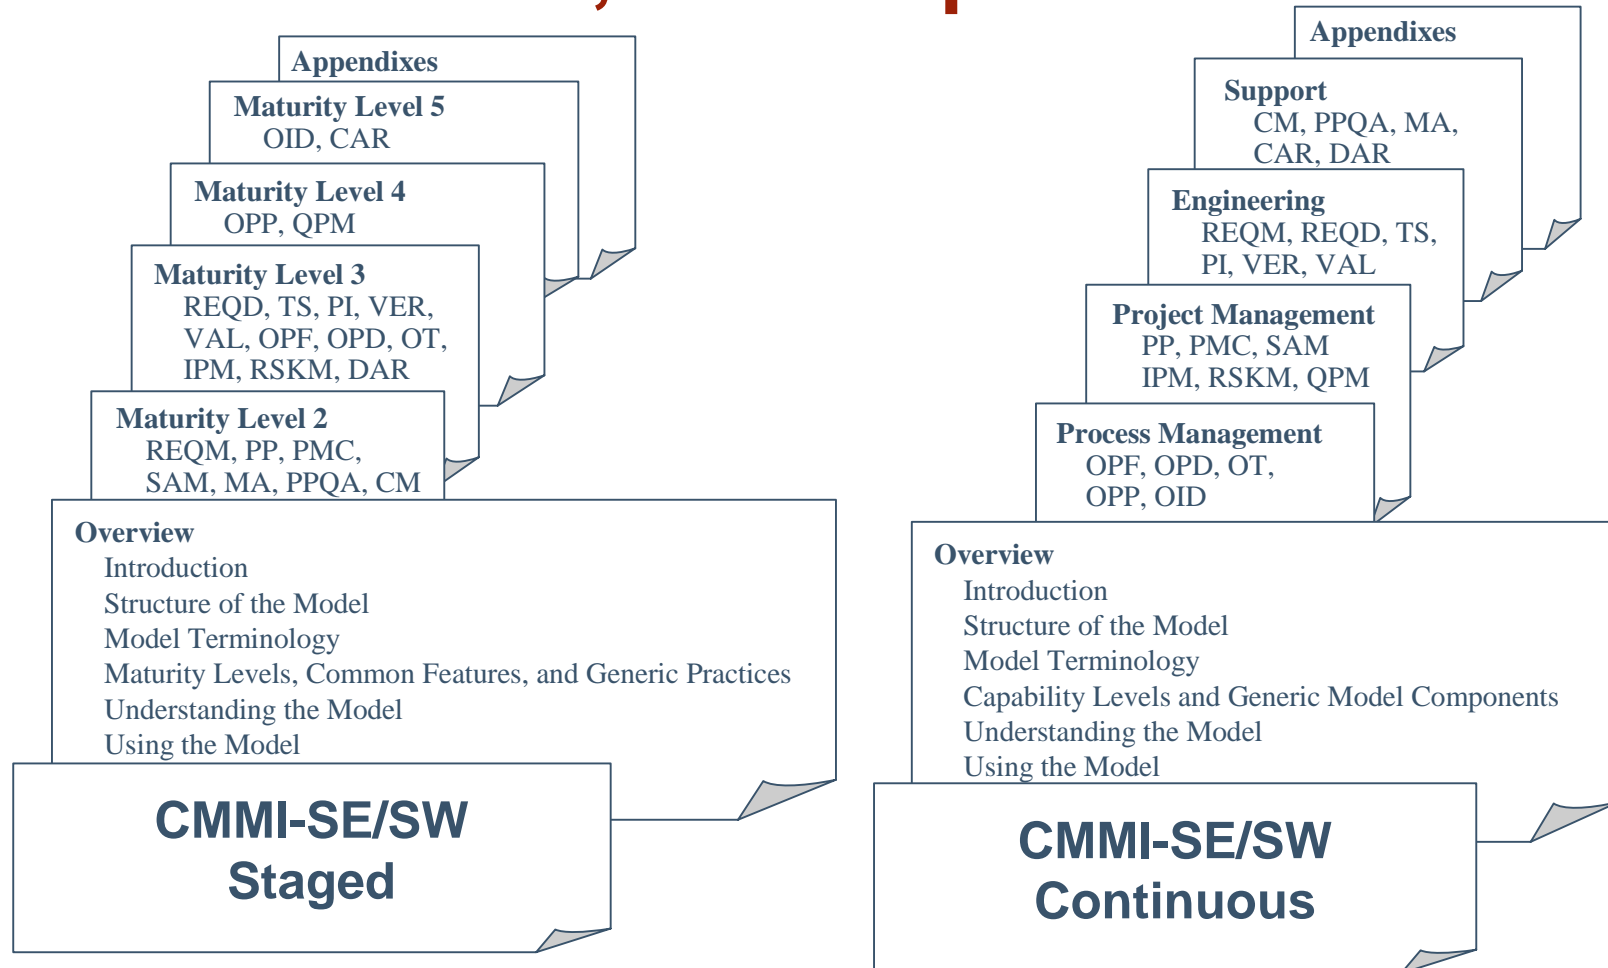 Appendixes
Maturity Level 5
OID, CAR
Maturity Level 4
OPP, QPM
Maturity Level 3
REQD, TS, PI, VER,
VAL, OPF, OPD, OT,
IPM, RSKM, DAR
Maturity Level 2
REQM, PP, PMC,
SAM, MA, PPQA, CM
Overview
Introduction
Structure of the Model
Model Terminology
Maturity Levels, Common Features, and Generic Practices
Understanding the Model
Using the Model
CMMI-SE/SW
Staged
Appendixes
Support
CM, PPQA, MA,
CAR, DAR
Engineering
REQM, REQD, TS,
PI, VER, VAL
Project Management
PP, PMC, SAM
IPM, RSKM, QPM
Process Management
OPF, OPD, OT,
OPP, OID
Overview
Introduction
Structure of the Model
Model Terminology
Capability Levels and Generic Model Components
Understanding the Model
Using the Model
CMMI-SE/SW
Continuous